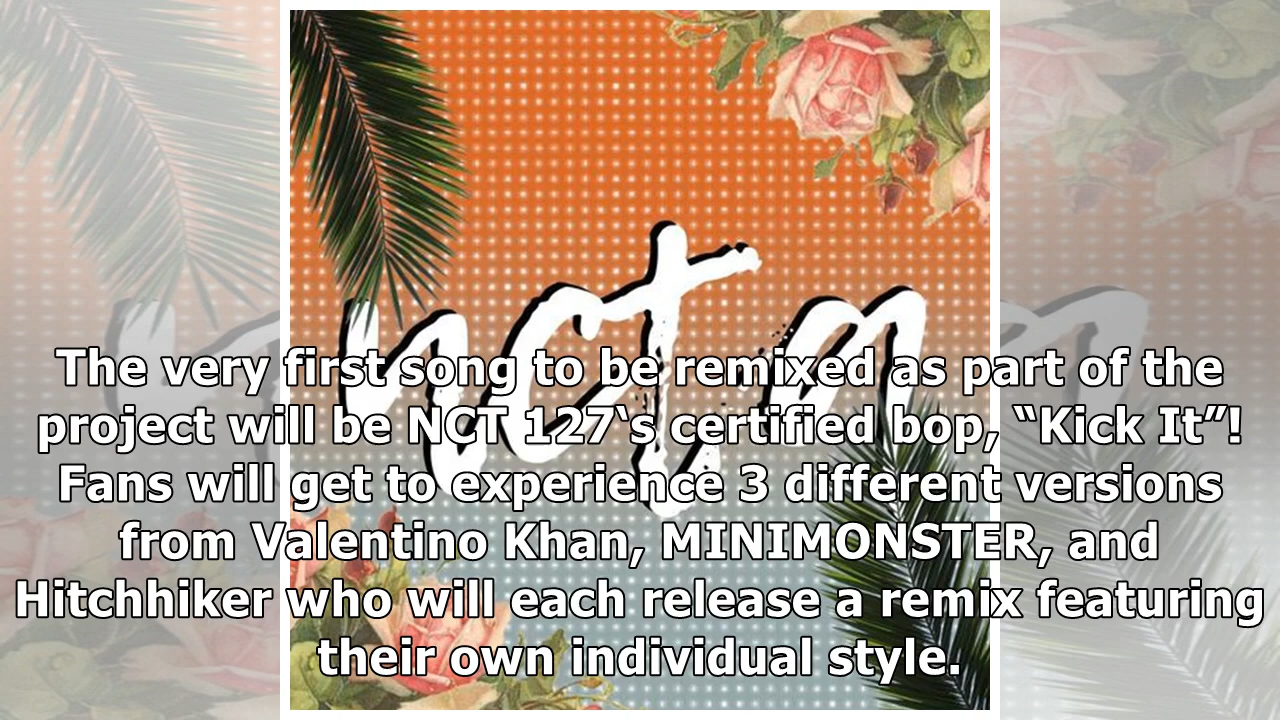 nct n
The very first song to be remixed as part of the
project will be NCT 127‘s certified bop, “Kick It”!
Fans will get to experience 3 different versions
from Valentino Khan, MINIMONSTER, and
Hitchhiker who will each release a remix featuring
their own individual style.